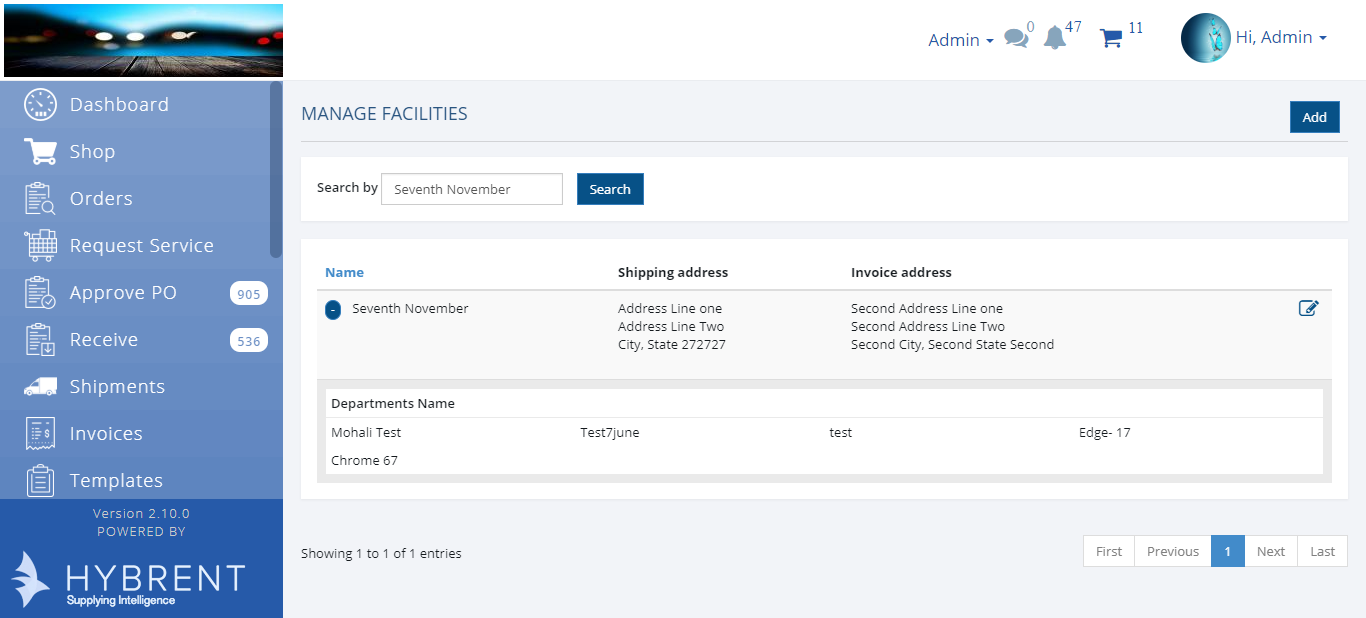 Admin
0
47
11
Hi, Admin
Dashboard
Shop
Orders
Request Service
Approve PO 905
Receive 536
Shipments
Invoices
Templates
Version 2.10.0
POWERED BY
HYBRENT
Supplying Intelligence
MANAGE FACILITIES
Add
Search by Seventh November Search
Name Shipping address Invoice address
- Seventh November Address Line one Second Address Line one
Address Line Two Second Address Line Two
City, State 272727 Second City, Second State Second
Departments Name
Mohali Test Test7june test Edge- 17
Chrome 67
Showing 1 to 1 of 1 entries
First Previous 1 Next Last